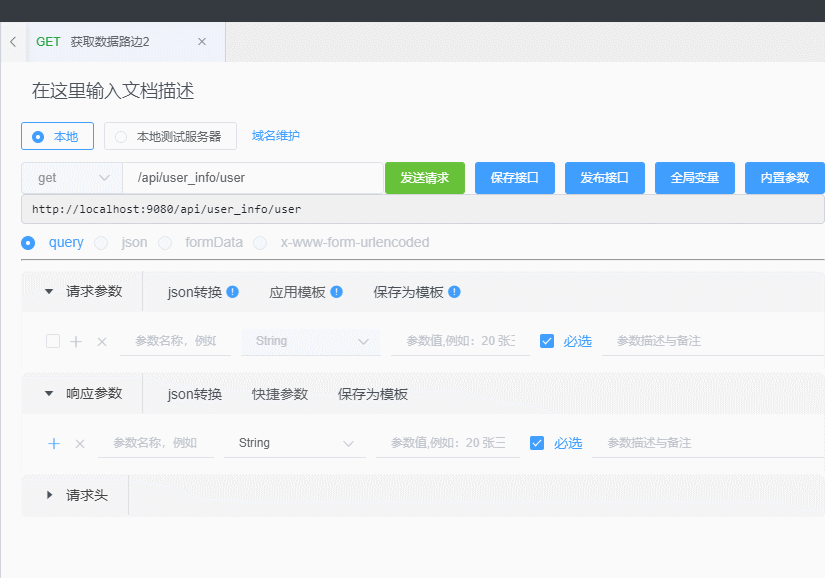 GET 获取数据路边2
在这里输入文档描述
本地 本地测试服务器 域名维护
get /api/user_info/user 发送请求 保存接口 发布接口 全局变量 内置参数
http://localhost:9080/api/user_info/user
query json formData x-www-form-urlencoded
请求参数 json转换 应用模板 保存为模板
参数名称，例如 String 参数值,例如：20 张三 必选 参数描述与备注
响应参数 json转换 快捷参数 保存为模板
参数名称，例如 String 参数值,例如：20 张三 必选 参数描述与备注
请求头